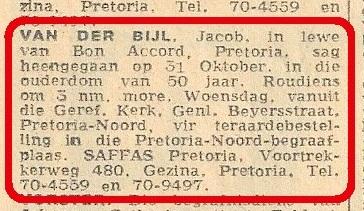 zina, Pretoria. Tel. 70-4559 en
VAN DER BIJL, Jacob, in lewe
van Bon Accord, Pretoria, sag
heengegaan op 31 Oktober, in die
ouderdom van 50 jaar. Roudiens
om 3 nm. more, Woensdag, vanuit
die Geref. Kerk, Genl. Beyersstraat,
Pretoria-Noord, vir teraardebestel-
ling in die Pretoria-Noord-begraaf-
plaas. SAFFAS Pretoria, Voortrek-
kerweg 480, Gezina, Pretoria. Tel.
70-4559 en 70-9497.